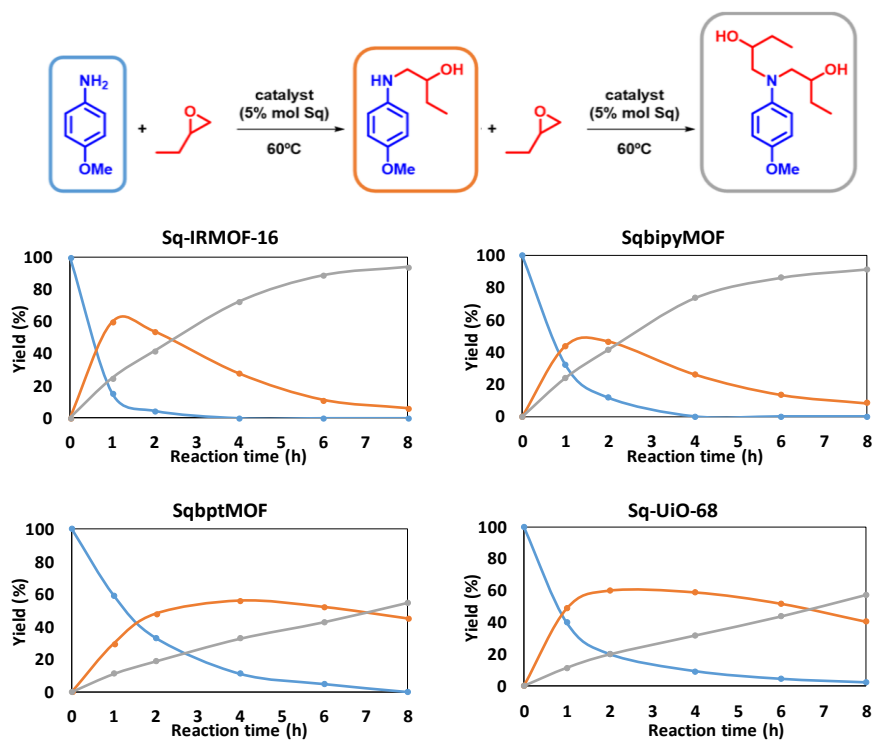 NH2
OMe
+
O
catalyst
(5% mol Sq)
60ºC
HN
OH
OMe
+
O
catalyst
(5% mol Sq)
60ºC
HO
OH
N
OMe
Sq-IRMOF-16
Yield (%)
100
80
60
40
20
0
0 1 2 3 4 5 6 7 8
Reaction time (h)
SqbipyMOF
Yield (%)
100
80
60
40
20
0
0 1 2 3 4 5 6 7 8
Reaction time (h)
SqbptMOF
Yield (%)
100
80
60
40
20
0
0 1 2 3 4 5 6 7 8
Reaction time (h)
Sq-UiO-68
Yield (%)
100
80
60
40
20
0
0 1 2 3 4 5 6 7 8
Reaction time (h)